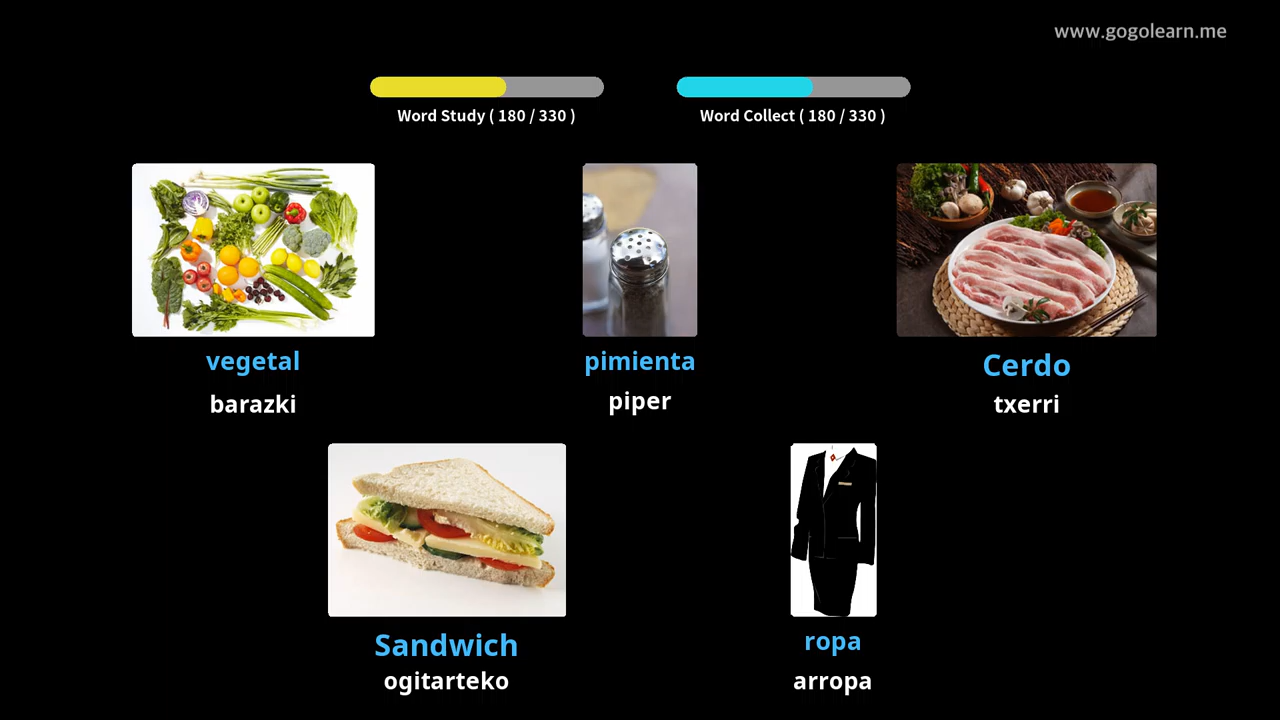 www.gogolearn.me
Word Study ( 180 / 330 )
Word Collect ( 180 / 330 )
vegetal
barazki
pimienta
piper
Cerdo
txerri
Sandwich
ogitarteko
ropa
arropa